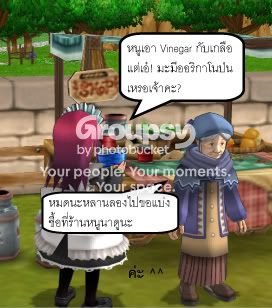 หนูเอา Vinegar กับเกลือ
แต่เอ๋! มะมีออริกาโนปน
เหรอเจ้าคะ?
SHOP
Groupsy
by photobucket
Your people. Your moments.
Your space.
หมดนะหลานลองไปขอแบ่ง
ซื้อที่ร้านหนูนาดูนะ
ค่ะ ^^